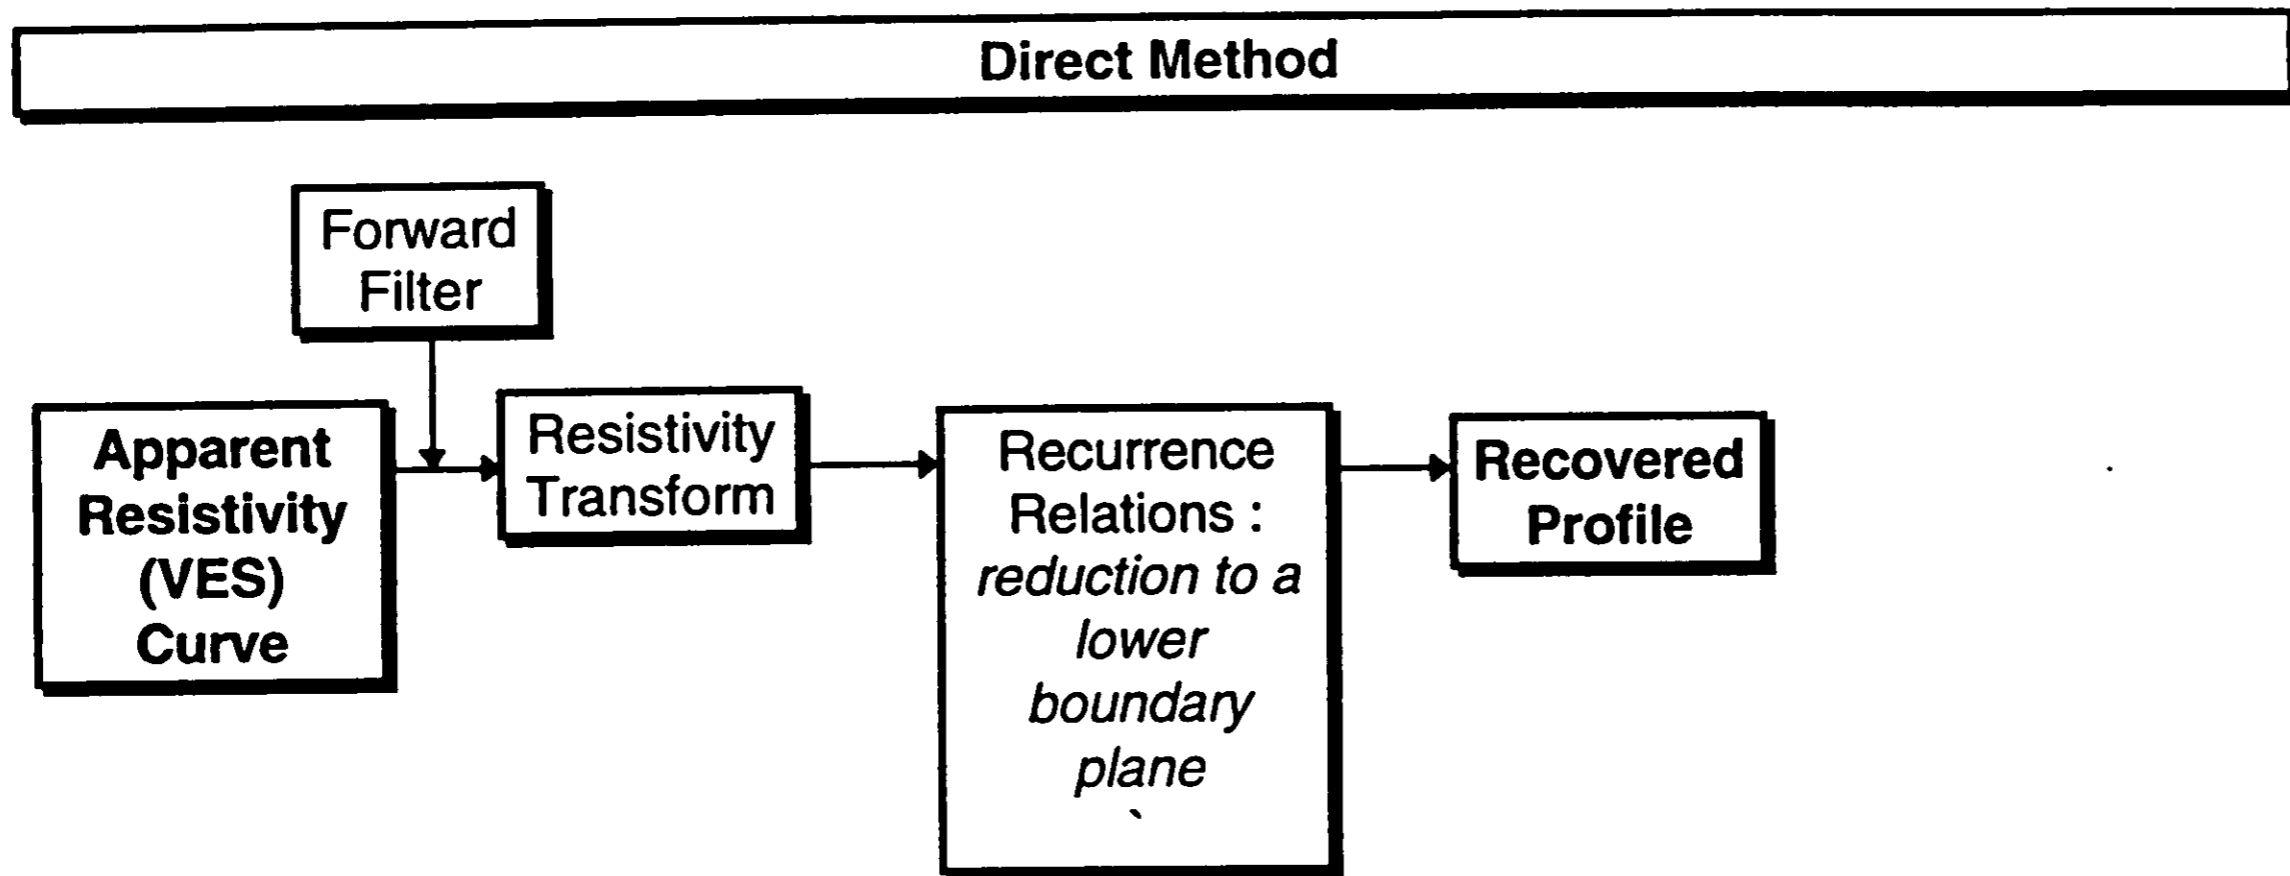 Direct Method
Forward
Filter
Apparent
Resistivity
(VES)
Curve
Resistivity
Transform
Recurrence
Relations :
reduction to a
lower
boundary
plane
Recovered
Profile